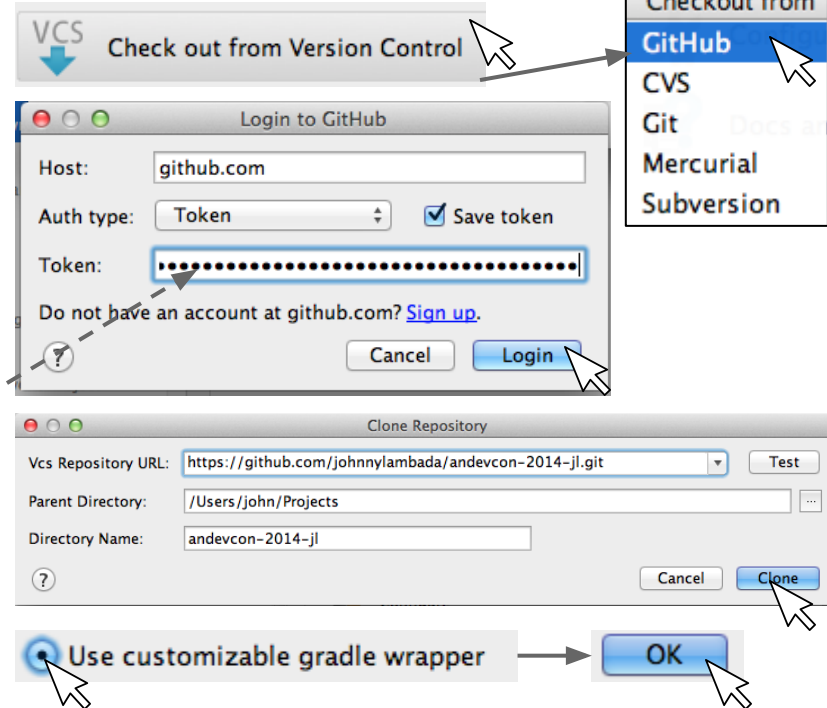 VCS
Check out from Version Control
Checkout from
GitHub
CVS
Git
Mercurial
Subversion
Login to GitHub
Host: github.com
Auth type: Token Save token
Token: ••••••••••••••••••••••••••••••••••••••••
Do not have an account at github.com? Sign up.
? Cancel Login
Clone Repository
Vcs Repository URL: https://github.com/johnnylambada/andevcon-2014-jl.git Test
Parent Directory: /Users/john/Projects ...
Directory Name: andevcon-2014-jl
? Cancel Clone
Use customizable gradle wrapper OK